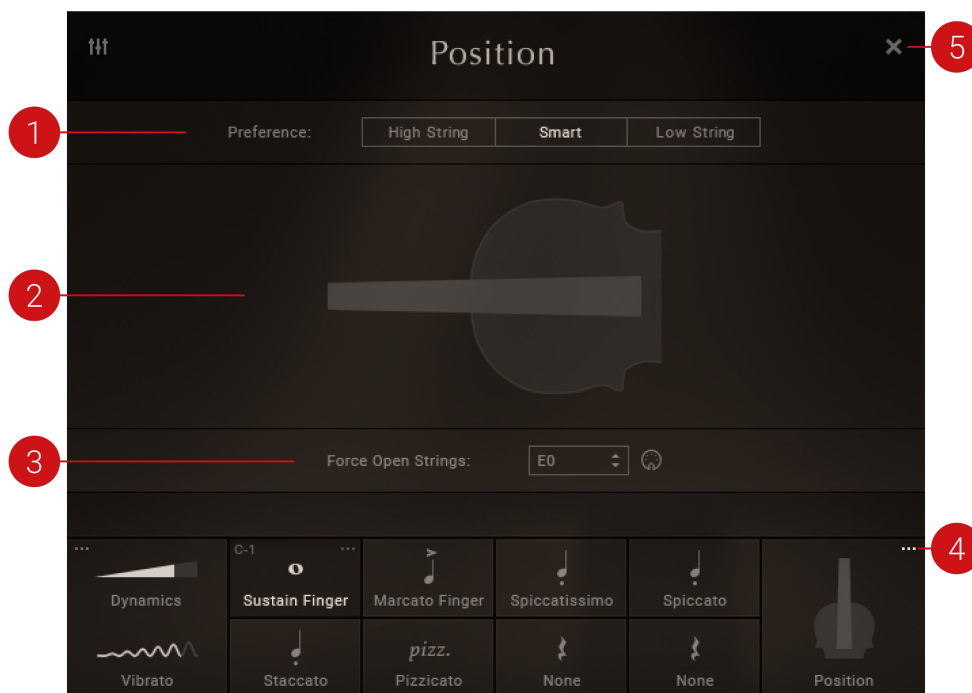 Position
5
1
Preference:
High String
Smart
Low String
2
3
Force Open Strings:
E0
4
C-1
Dynamics
Sustain Finger
Marcato Finger
Spiccatissimo
Spiccato
pizz.
Vibrato
Staccato
Pizzicato
None
None
Position